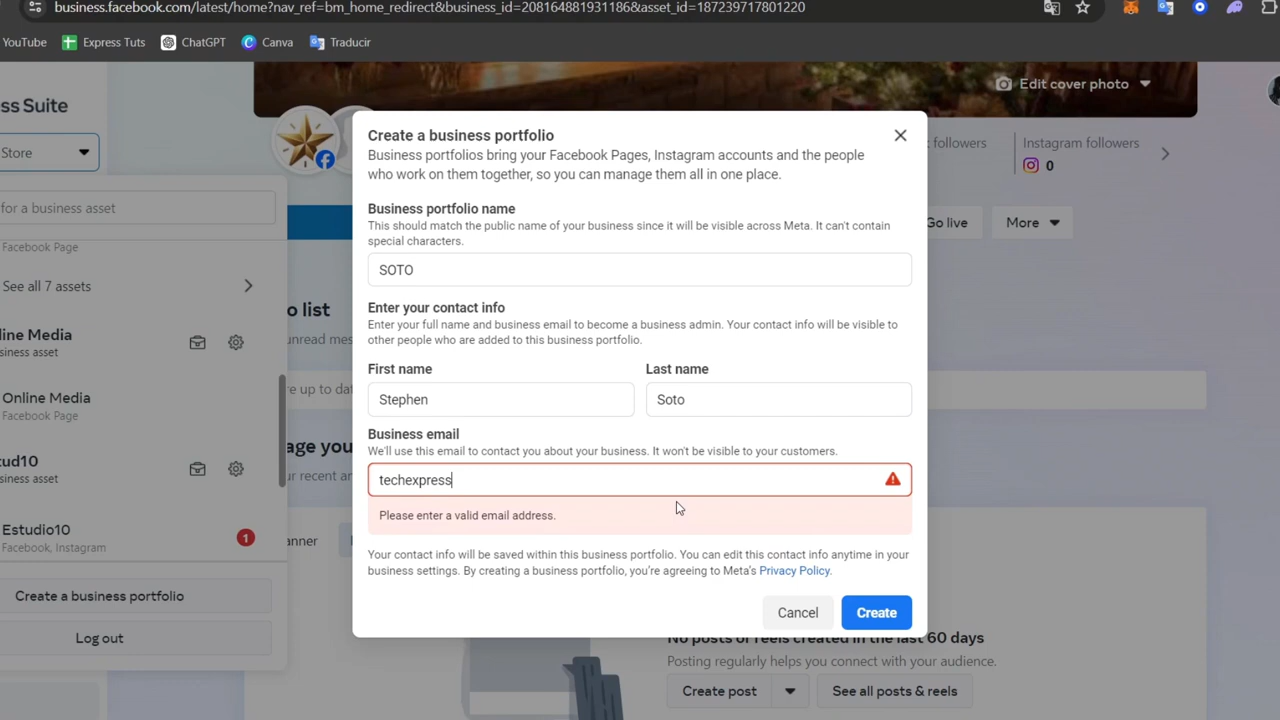 business.facebook.com/latest/home?nav_ref=bm_home_redirect&business_id=208164881931186&asset_id=187239717801220
YouTube Express Tuts ChatGPT Canva Traducir
ss Suite
Edit cover photo
Store
followers Instagram followers
0
for a business asset
Go live More
Facebook Page
See all 7 assets
line Media
siness asset
Online Media
Facebook Page
tud10
siness asset
Estudio10
Facebook, Instagram
1
Create a business portfolio
Log out
Create a business portfolio
Business portfolios bring your Facebook Pages, Instagram accounts and the people
who work on them together, so you can manage them all in one place.
Business portfolio name
This should match the public name of your business since it will be visible across Meta. It can't contain
special characters.
SOTO
Enter your contact info
Enter your full name and business email to become a business admin. Your contact info will be visible to
other people who are added to this business portfolio.
First name Last name
Stephen Soto
Business email
We'll use this email to contact you about your business. It won't be visible to your customers.
techexpress
Please enter a valid email address.
Your contact info will be saved within this business portfolio. You can edit this contact info anytime in your
business settings. By creating a business portfolio, you're agreeing to Meta's Privacy Policy.
Cancel Create
o list
unread mes
re up to dat
age you
ur recent a
anner
No posts or reels created in the last 60 days
Posting regularly helps you connect with your audience.
Create post See all posts & reels